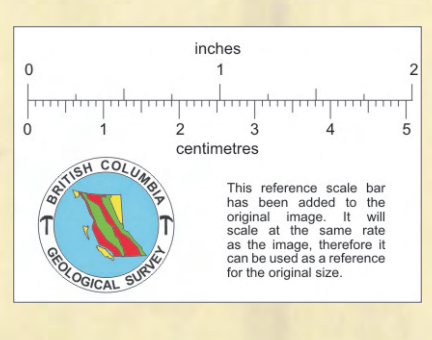 inches
0 1 2
0 1 2 3 4 5
centimetres
BRITISH COLUMBIA
GEOLOGICAL SURVEY
This reference scale bar
has been added to the
original image. It will
scale at the same rate
as the image, therefore it
can be used as a reference
for the original size.